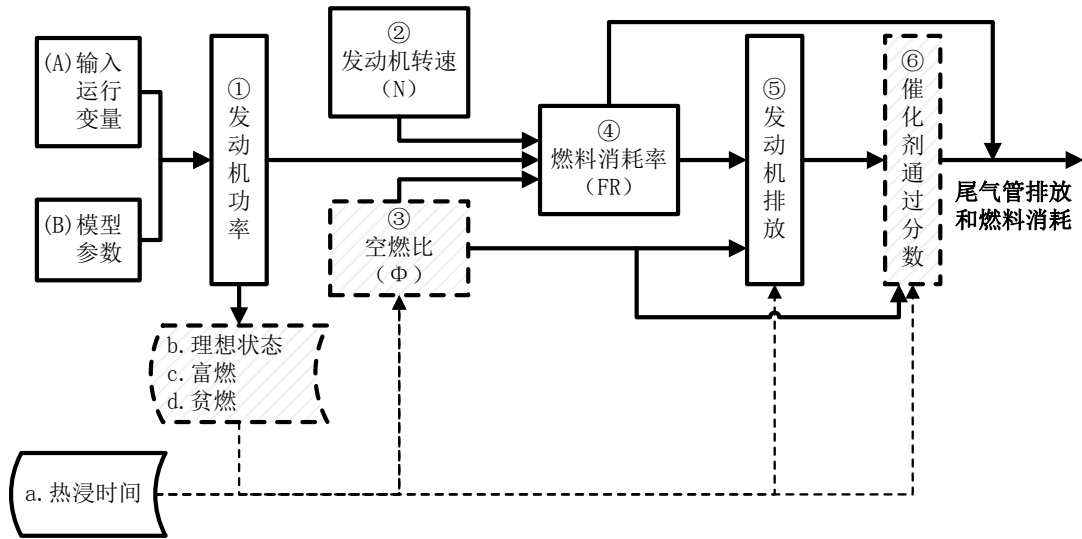 (A)输入
运行
变量
(B)模型
参数
①
发
动
机
功
率
②
发动机转速
（N）
③
空燃比
（Φ）
④
燃料消耗率
（FR）
⑤
发
动
机
排
放
⑥
催
化
剂
通
过
分
数
尾气管排放
和燃料消耗
b.理想状态
c.富燃
d.贫燃
a.热浸时间